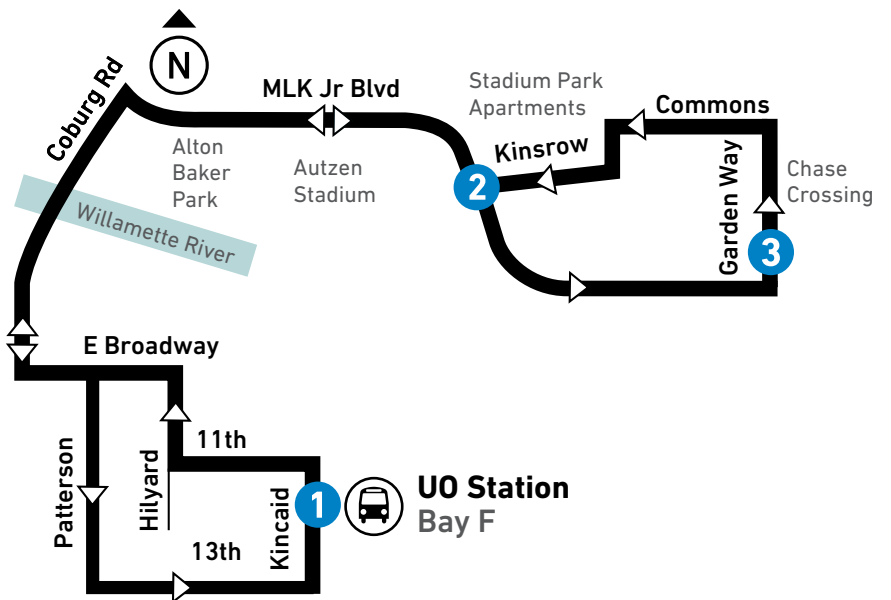 N
Coburg Rd
MLK Jr Blvd
Stadium Park
Apartments
Commons
Kinsrow
Alton
Baker
Park
Autzen
Stadium
2
Garden Way
Chase
Crossing
Willamette River
3
E Broadway
11th
Patterson
Hilyard
Kincaid
1
UO Station
Bay F
13th